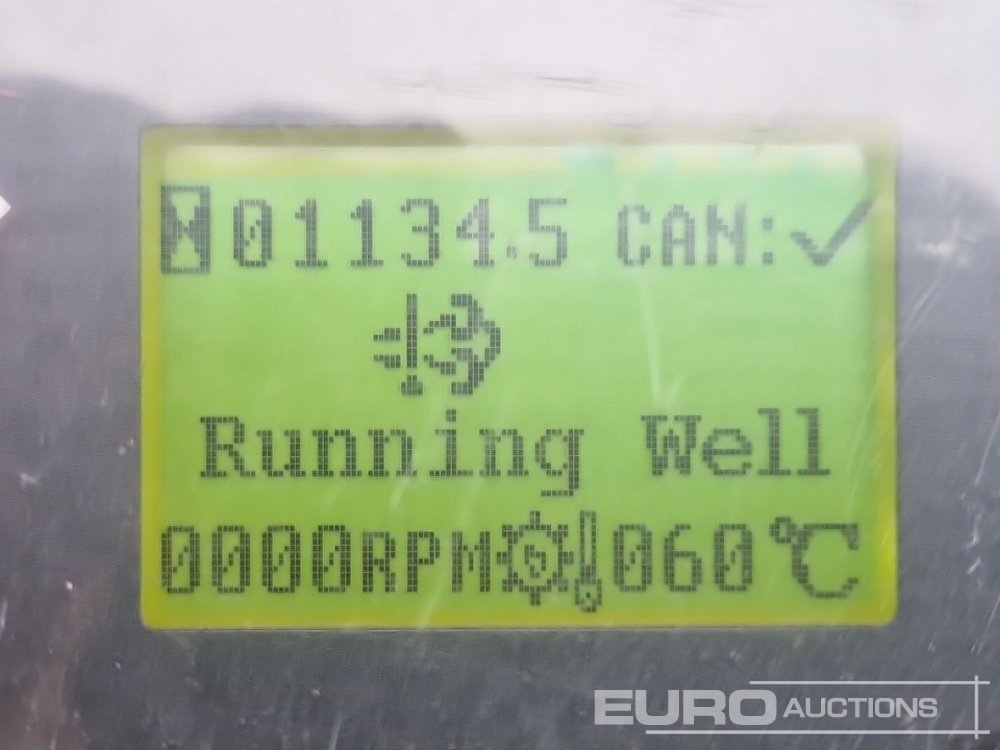 01134.5 CAN:✓
Running Well
0000RPM 060℃
EURO AUCTIONS